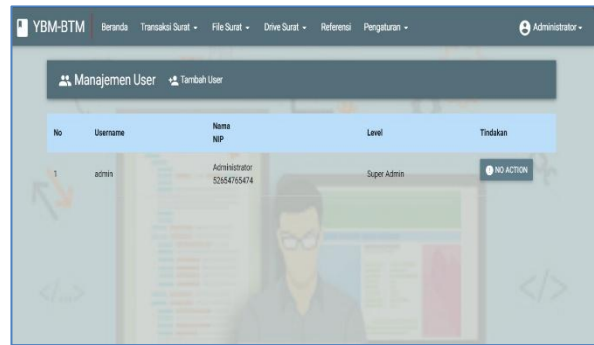 YBM-BTM Beranda Transaksi Surat File Surat Drive Surat Referensi Pengaturan Administrator
Manajemen User Tambah User
No Username Nama NIP Level Tindakan
1 admin Administrator 52654765474 Super Admin NO ACTION